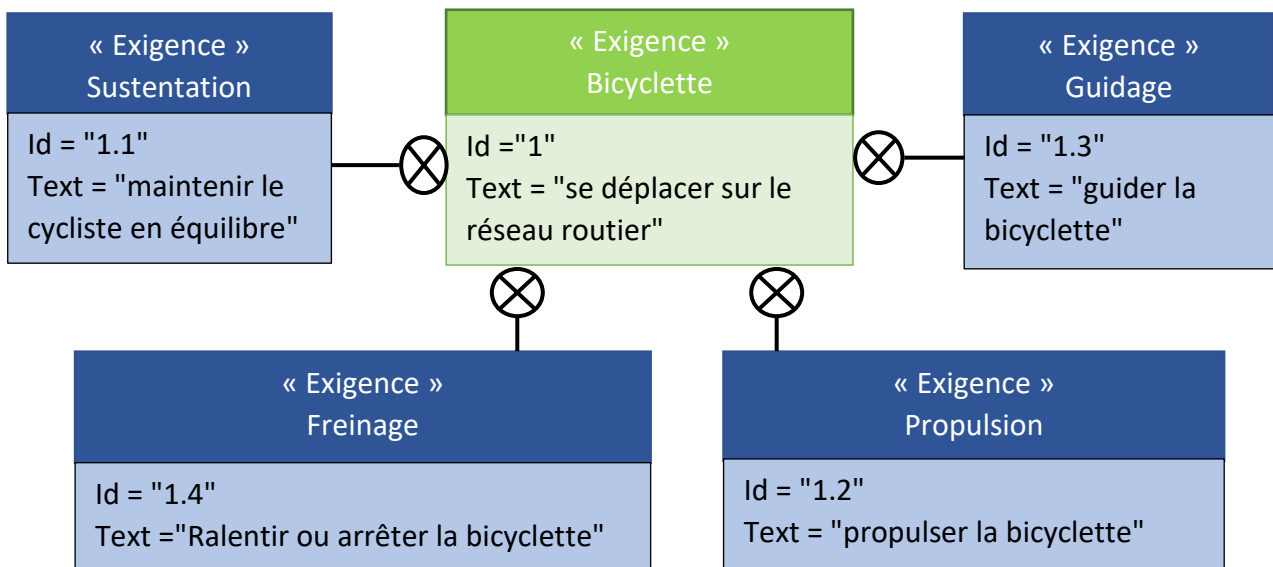 « Exigence »
Sustentation
Id = "1.1"
Text = "maintenir le
cycliste en équilibre"
« Exigence »
Bicyclette
Id ="1"
Text = "se déplacer sur le
réseau routier"
« Exigence »
Guidage
Id = "1.3"
Text = "guider la
bicyclette"
« Exigence »
Freinage
Id = "1.4"
Text ="Ralentir ou arrêter la bicyclette"
« Exigence »
Propulsion
Id = "1.2"
Text = "propulser la bicyclette"